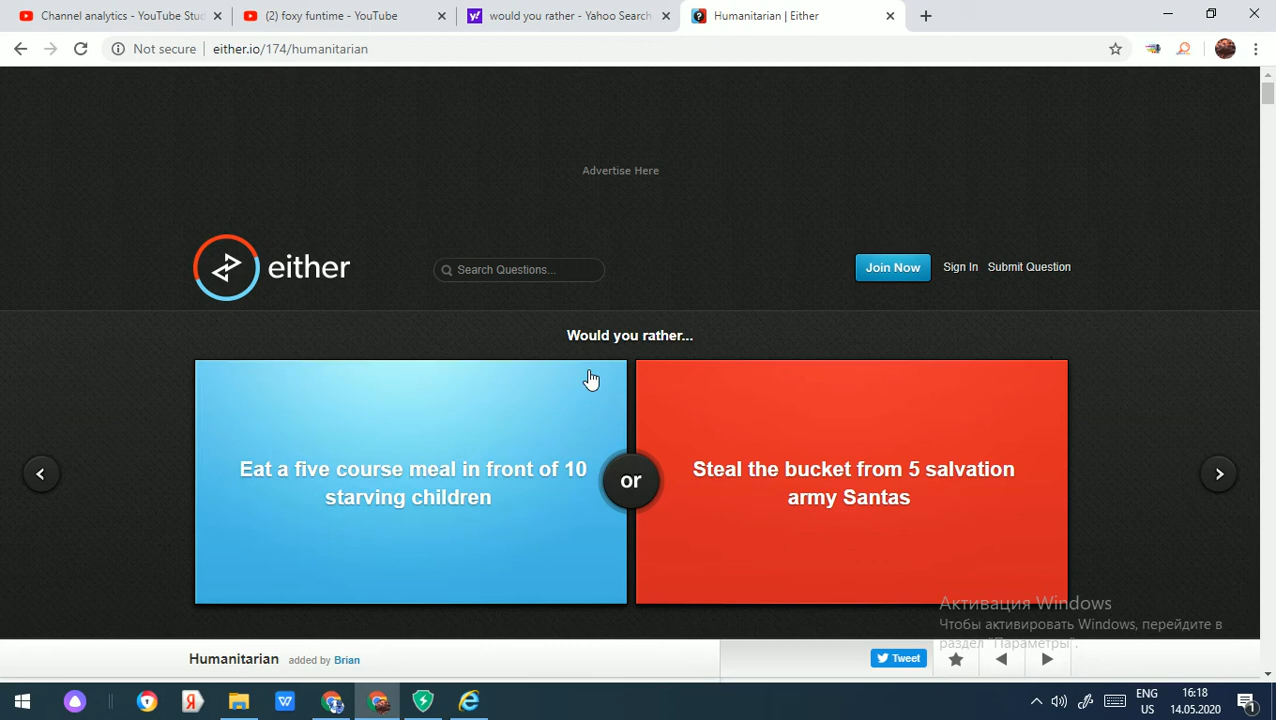 Channel analytics - YouTube Stu
(2) foxy funtime - YouTube
would you rather - Yahoo Search
Humanitarian | Either
Not secure
either.io/174/humanitarian
Advertise Here
either
Search Questions...
Join Now
Sign In
Submit Question
Would you rather...
Eat a five course meal in front of 10
starving children
or
Steal the bucket from 5 salvation
army Santas
Активация Windows
Чтобы активировать Windows, перейдите в
раздел "Параметры".
Humanitarian added by Brian
Tweet
ENG
US
16:18
14.05.2020
1